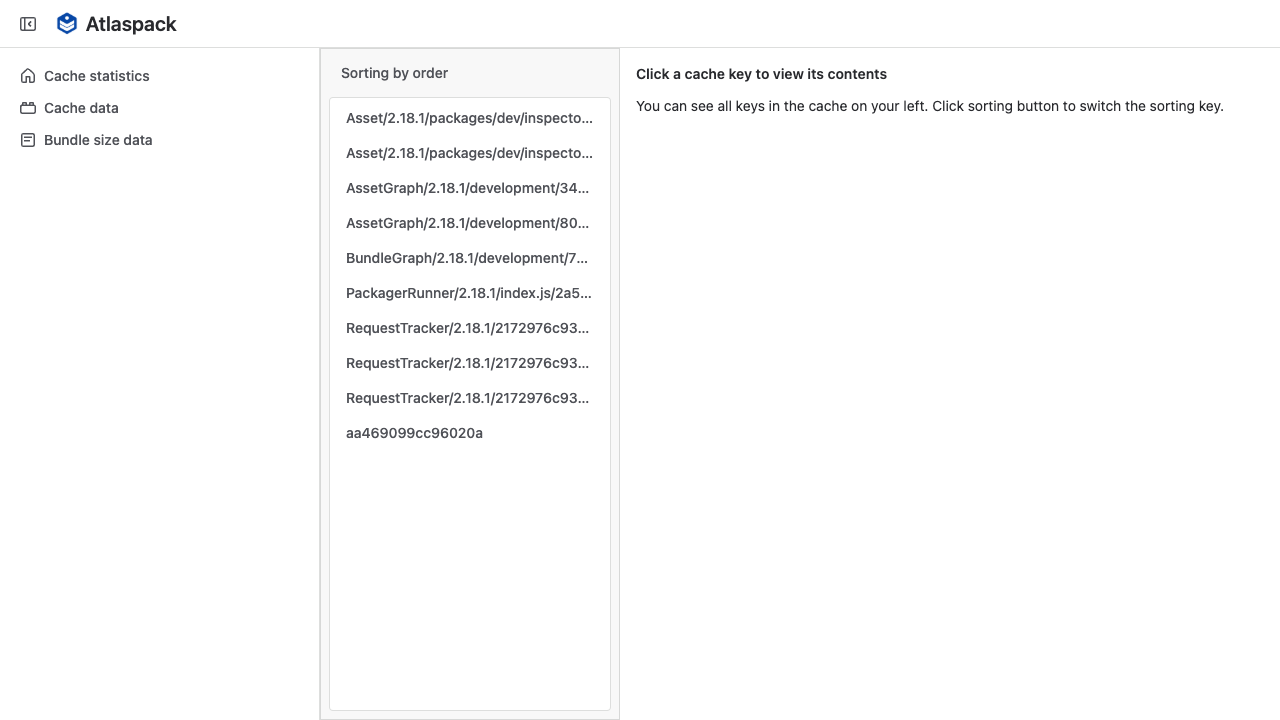 Atlaspack
Cache statistics
Cache data
Bundle size data
Sorting by order
Asset/2.18.1/packages/dev/inspecto...
Asset/2.18.1/packages/dev/inspecto...
AssetGraph/2.18.1/development/34...
AssetGraph/2.18.1/development/80...
BundleGraph/2.18.1/development/7...
PackagerRunner/2.18.1/index.js/2a5...
RequestTracker/2.18.1/2172976c93...
RequestTracker/2.18.1/2172976c93...
RequestTracker/2.18.1/2172976c93...
aa469099cc96020a
Click a cache key to view its contents
You can see all keys in the cache on your left. Click sorting button to switch the sorting key.